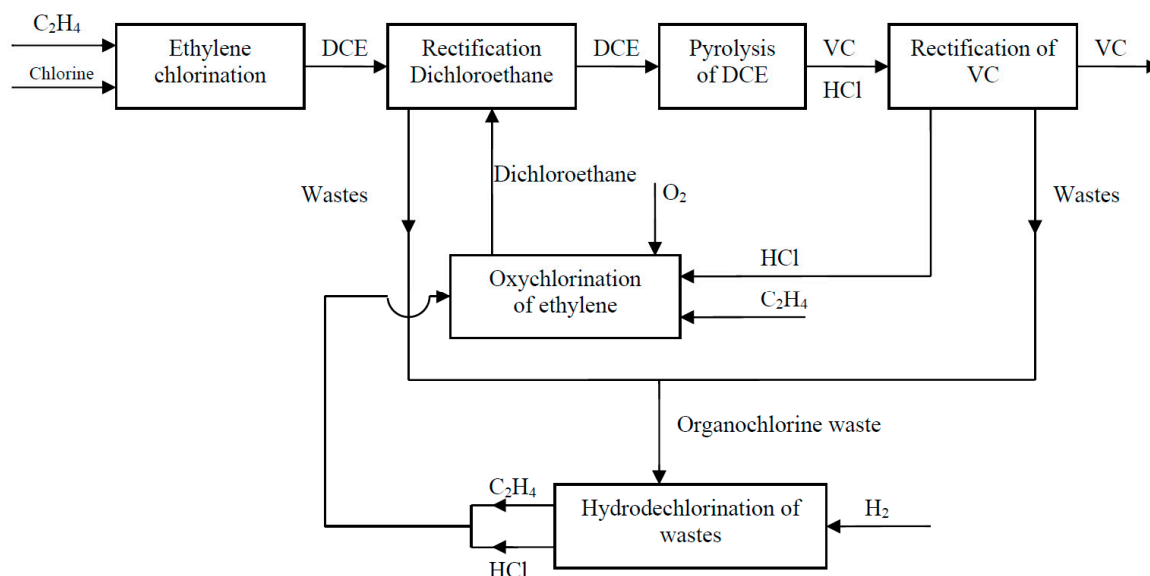 C₂H₄
Chlorine
Ethylene
chlorination
DCE
Rectification
Dichloroethane
DCE
Pyrolysis
of DCE
VC
HCl
Rectification of
VC
VC
Wastes
Dichloroethane
O₂
Wastes
Oxychlorination
of ethylene
HCl
C₂H₄
Organochlorine waste
C₂H₄
HCl
Hydrodechlorination of
wastes
H₂